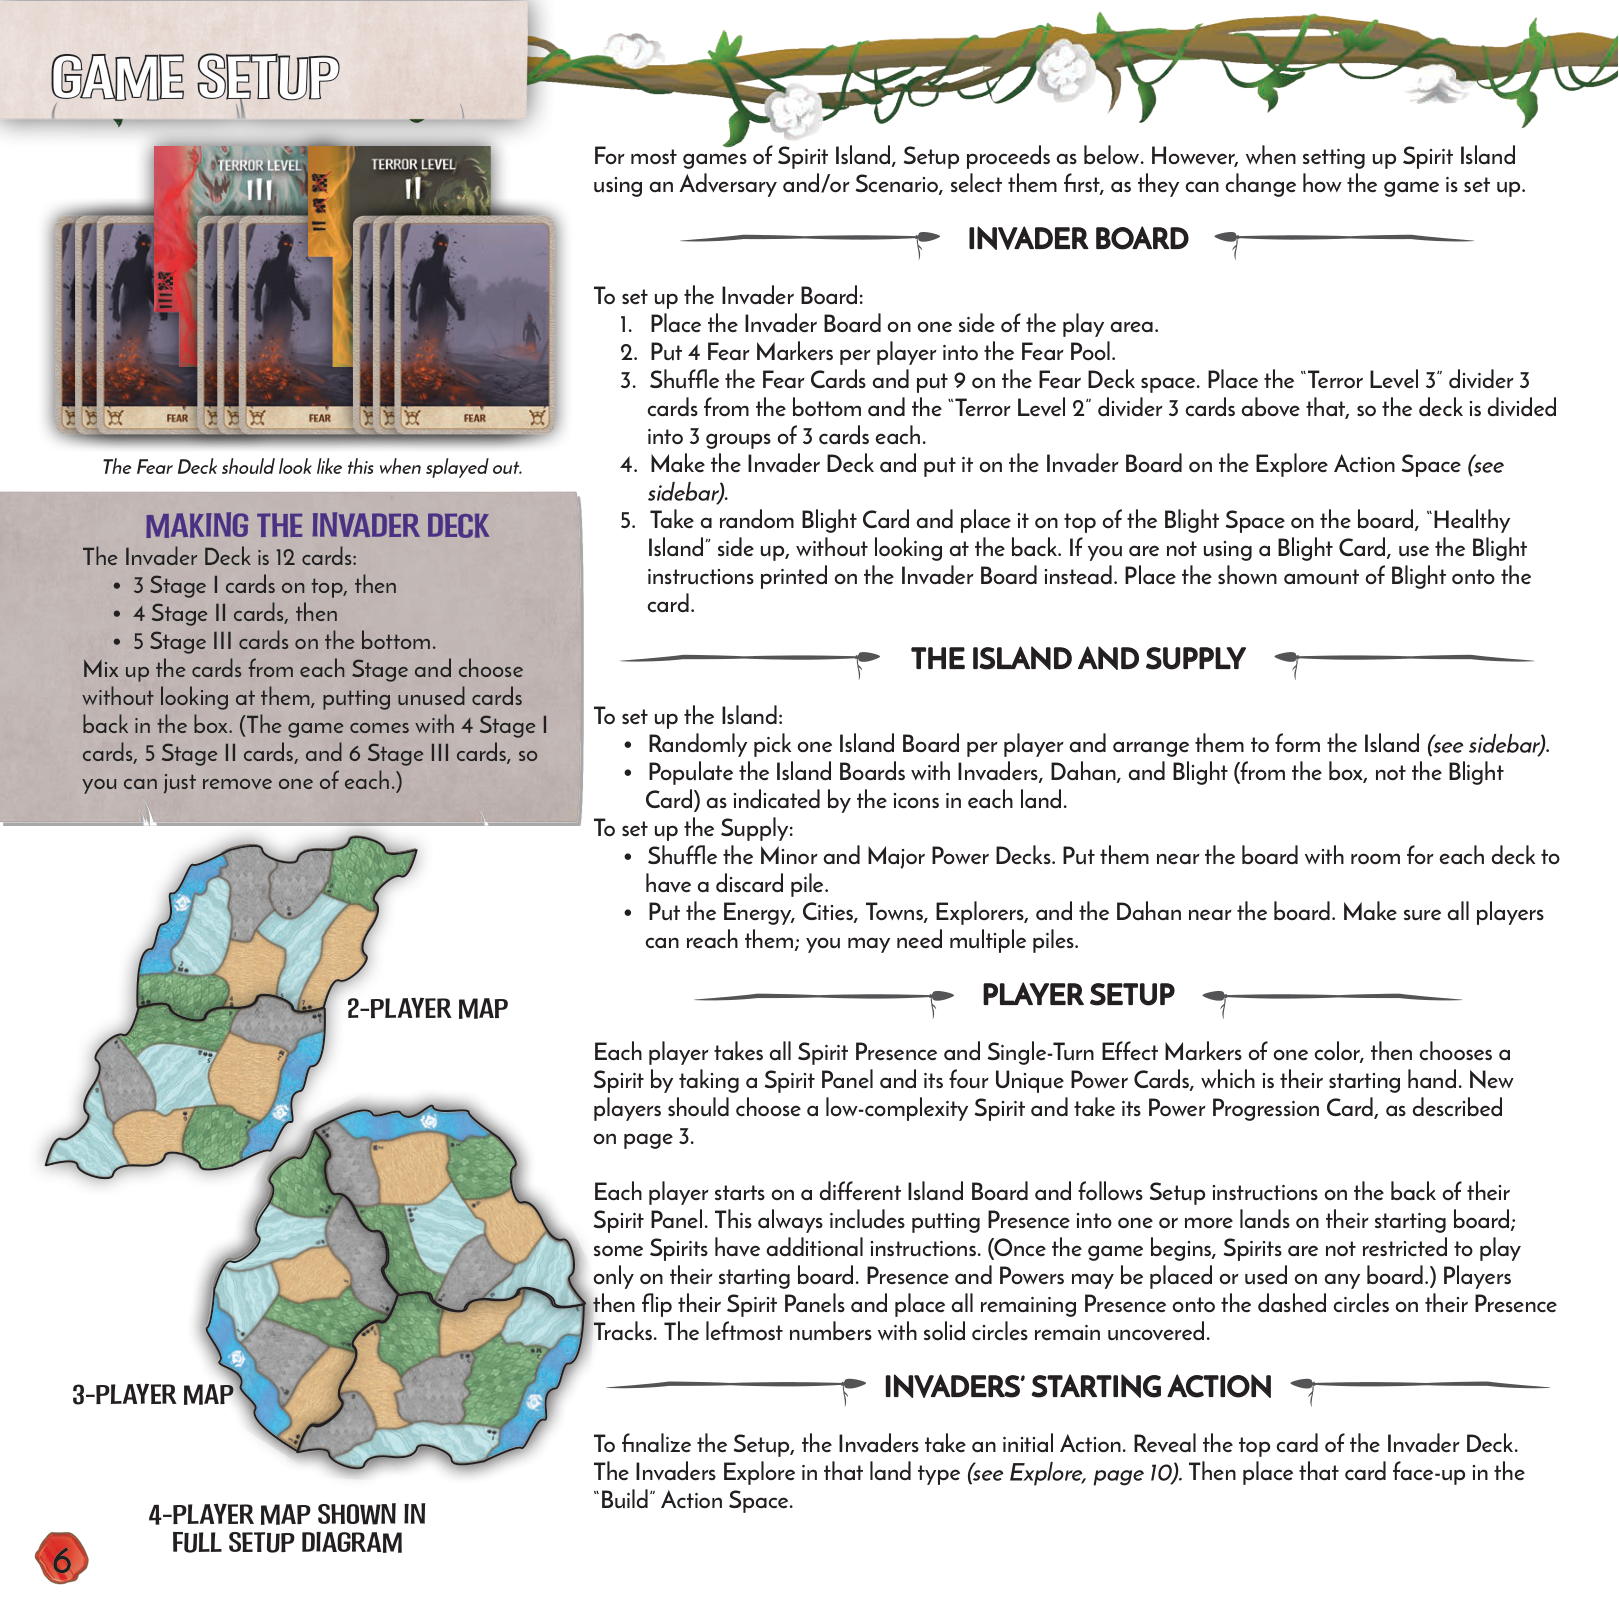 GAME SETUP
TERROR LEVEL
III
TERROR LEVEL
II
FEAR
FEAR
FEAR
The Fear Deck should look like this when splayed out.
MAKING THE INVADER DECK
The Invader Deck is 12 cards:
• 3 Stage I cards on top, then
• 4 Stage II cards, then
• 5 Stage III cards on the bottom.
Mix up the cards from each Stage and choose
without looking at them, putting unused cards
back in the box. (The game comes with 4 Stage I
cards, 5 Stage II cards, and 6 Stage III cards, so
you can just remove one of each.)
2-PLAYER MAP
3-PLAYER MAP
4-PLAYER MAP SHOWN IN
FULL SETUP DIAGRAM
6
For most games of Spirit Island, Setup proceeds as below. However, when setting up Spirit Island
using an Adversary and/or Scenario, select them first, as they can change how the game is set up.
INVADER BOARD
To set up the Invader Board:
1. Place the Invader Board on one side of the play area.
2. Put 4 Fear Markers per player into the Fear Pool.
3. Shuffle the Fear Cards and put 9 on the Fear Deck space. Place the "Terror Level 3" divider 3
cards from the bottom and the "Terror Level 2" divider 3 cards above that, so the deck is divided
into 3 groups of 3 cards each.
4. Make the Invader Deck and put it on the Invader Board on the Explore Action Space (see
sidebar).
5. Take a random Blight Card and place it on top of the Blight Space on the board, "Healthy
Island" side up, without looking at the back. If you are not using a Blight Card, use the Blight
instructions printed on the Invader Board instead. Place the shown amount of Blight onto the
card.
THE ISLAND AND SUPPLY
To set up the Island:
• Randomly pick one Island Board per player and arrange them to form the Island (see sidebar).
• Populate the Island Boards with Invaders, Dahan, and Blight (from the box, not the Blight
Card) as indicated by the icons in each land.
To set up the Supply:
• Shuffle the Minor and Major Power Decks. Put them near the board with room for each deck to
have a discard pile.
• Put the Energy, Cities, Towns, Explorers, and the Dahan near the board. Make sure all players
can reach them; you may need multiple piles.
PLAYER SETUP
Each player takes all Spirit Presence and Single-Turn Effect Markers of one color, then chooses a
Spirit by taking a Spirit Panel and its four Unique Power Cards, which is their starting hand. New
players should choose a low-complexity Spirit and take its Power Progression Card, as described
on page 3.
Each player starts on a different Island Board and follows Setup instructions on the back of their
Spirit Panel. This always includes putting Presence into one or more lands on their starting board;
some Spirits have additional instructions. (Once the game begins, Spirits are not restricted to play
only on their starting board. Presence and Powers may be placed or used on any board.) Players
then flip their Spirit Panels and place all remaining Presence onto the dashed circles on their Presence
Tracks. The leftmost numbers with solid circles remain uncovered.
INVADERS' STARTING ACTION
To finalize the Setup, the Invaders take an initial Action. Reveal the top card of the Invader Deck.
The Invaders Explore in that land type (see Explore, page 10). Then place that card face-up in the
"Build" Action Space.